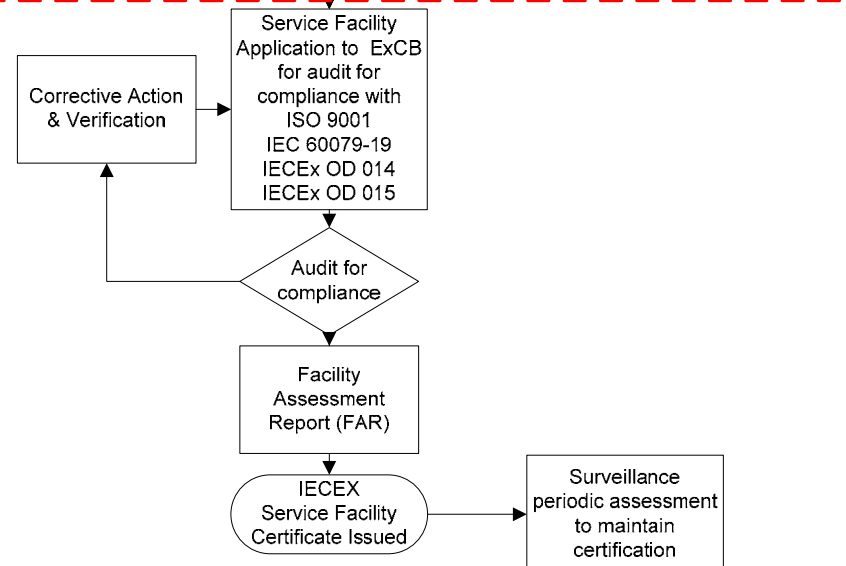 Service Facility
Application to ExCB
for audit for
compliance with
ISO 9001
IEC 60079-19
IECEx OD 014
IECEx OD 015
Corrective Action
& Verification
Audit for
compliance
Facility
Assessment
Report (FAR)
IECEX
Service Facility
Certificate Issued
Surveillance
periodic assessment
to maintain
certification